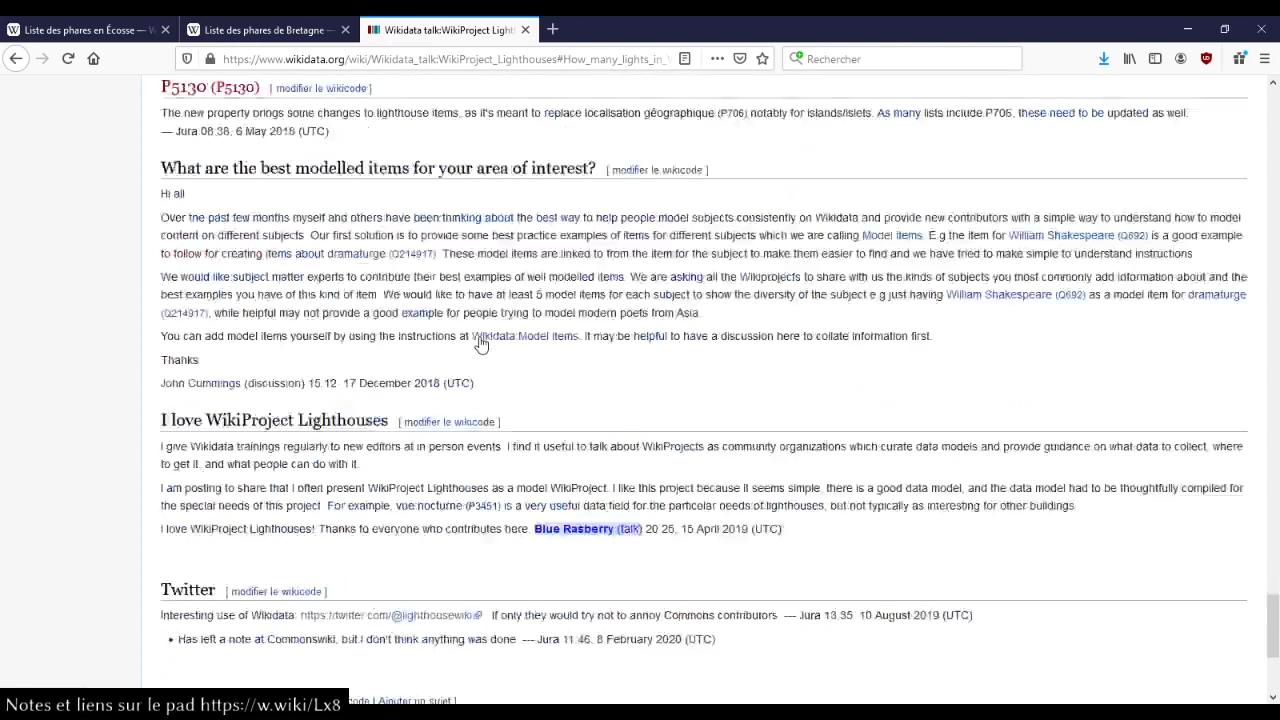 Liste des phares en Écosse — W
Liste des phares de Bretagne —
Wikidata talk:WikiProject Light
https://www.wikidata.org/wiki/Wikidata_talk:WikiProject_Lighthouses#How_many_lights_in_
Rechercher
P5130 (P5130) [ modifier le wikicode ]
The new property brings some changes to lighthouse items, as it's meant to replace localisation géographique (P706), notably for islands/islets. As many lists include P706, these need to be updated as well.
— Jura 08:38, 6 May 2018 (UTC)
What are the best modelled items for your area of interest? [ modifier le wikicode ]
Hi all
Over the past few months myself and others have been thinking about the best way to help people model subjects consistently on Wikidata and provide new contributors with a simple way to understand how to model
content on different subjects. Our first solution is to provide some best practice examples of items for different subjects which we are calling Model items. E.g the item for William Shakespeare (Q692) is a good example
to follow for creating items about dramaturge (Q214917). These model items are linked to from the item for the subject to make them easier to find and we have tried to make simple to understand instructions
We would like subject matter experts to contribute their best examples of well modelled items. We are asking all the Wikiprojects to share with us the kinds of subjects you most commonly add information about and the
best examples you have of this kind of item. We would like to have at least 5 model items for each subject to show the diversity of the subject e.g just having William Shakespeare (Q692) as a model item for dramaturge
(Q214917), while helpful may not provide a good example for people trying to model modern poets from Asia.
You can add model items yourself by using the instructions at Wikidata:Model items. It may be helpful to have a discussion here to collate information first.
Thanks
John Cummings (discussion) 15:12, 17 December 2018 (UTC)
I love WikiProject Lighthouses [ modifier le wikicode ]
I give Wikidata trainings regularly to new editors at in person events. I find it useful to talk about WikiProjects as community organizations which curate data models and provide guidance on what data to collect, where
to get it, and what people can do with it.
I am posting to share that I often present WikiProject Lighthouses as a model WikiProject. I like this project because it seems simple, there is a good data model, and the data model had to be thoughtfully compiled for
the special needs of this project. For example, vue nocturne (P3451) is a very useful data field for the particular needs of lighthouses, but not typically as interesting for other buildings.
I love WikiProject Lighthouses! Thanks to everyone who contributes here. Blue Rasberry (talk) 20:25, 15 April 2019 (UTC)
Twitter [ modifier le wikicode ]
Interesting use of Wikidata: https://twitter.com/@lighthousewiki If only they would try not to annoy Commons contributors --- Jura 13:35, 10 August 2019 (UTC)
• Has left a note at Commonswiki, but I don't think anything was done --- Jura 11:46, 8 February 2020 (UTC)
code | Ajouter un sujet ]
Notes et liens sur le pad https://w.wiki/Lx8